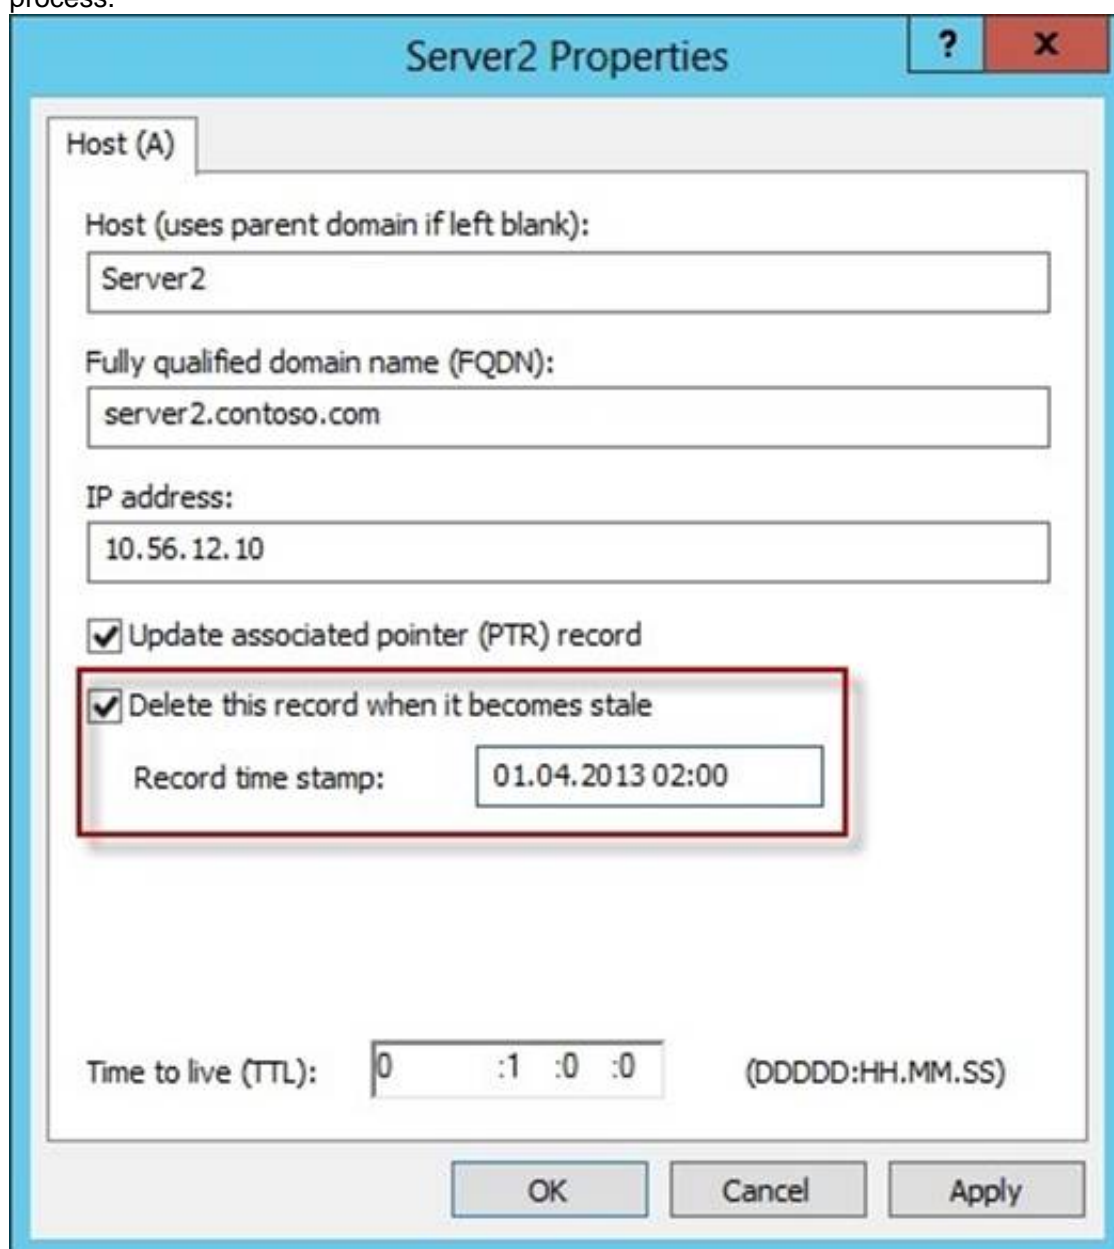 process.
Server2 Properties
?
x
Host (A)
Host (uses parent domain if left blank):
Server2
Fully qualified domain name (FQDN):
server2.contoso.com
IP address:
10.56.12.10
Update associated pointer (PTR) record
Delete this record when it becomes stale
Record time stamp: 01.04.2013 02:00
Time to live (TTL): 0 :1 :0 :0 (DDDDD:HH.MM.SS)
OK Cancel Apply